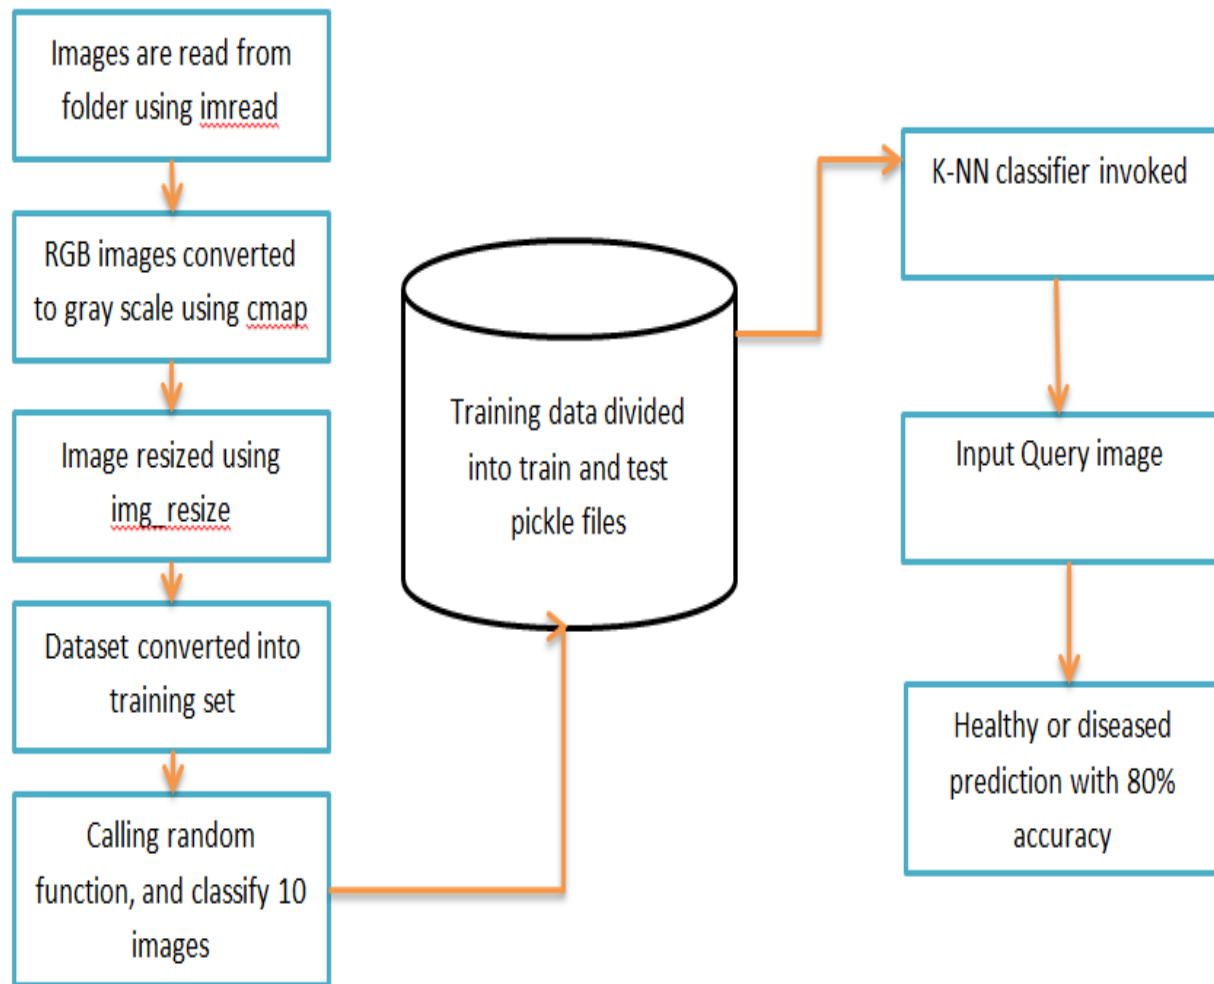 Images are read from
folder using imread
RGB images converted
to gray scale using cmap
Image resized using
img_resize
Dataset converted into
training set
Calling random
function, and classify 10
images
Training data divided
into train and test
pickle files
K-NN classifier invoked
Input Query image
Healthy or diseased
prediction with 80%
accuracy